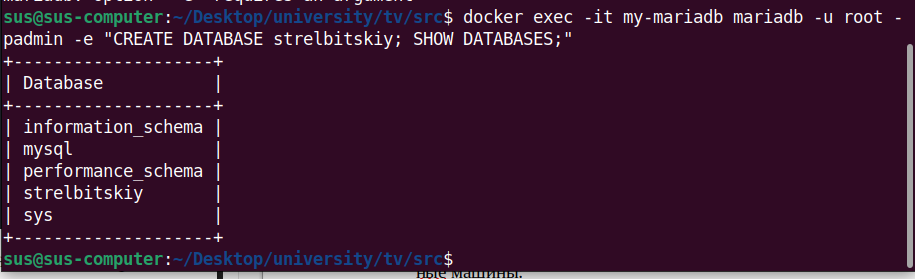 sus@sus-computer:~/Desktop/university/tv/src$ docker exec -it my-mariadb mariadb -u root -
padmin -e "CREATE DATABASE strelbitskiy; SHOW DATABASES;"
+--------------------+
| Database           |
+--------------------+
| information_schema |
| mysql              |
| performance_schema |
| strelbitskiy       |
| sys                |
+--------------------+
sus@sus-computer:~/Desktop/university/tv/src$
ные машины.